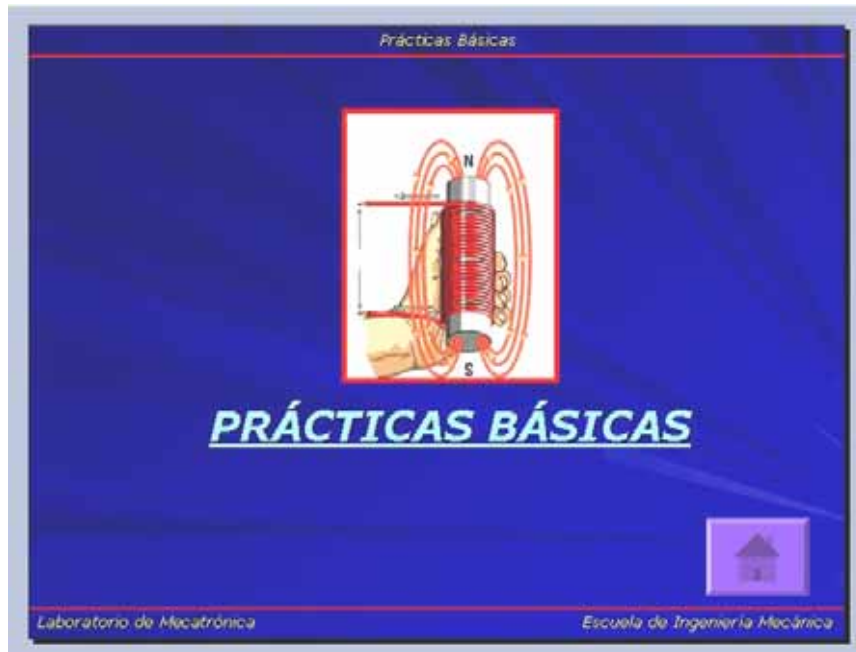 Prácticas Básicas
N
S
PRÁCTICAS BÁSICAS
Laboratorio de Mecatrónica
Escuela de Ingeniería Mecánica